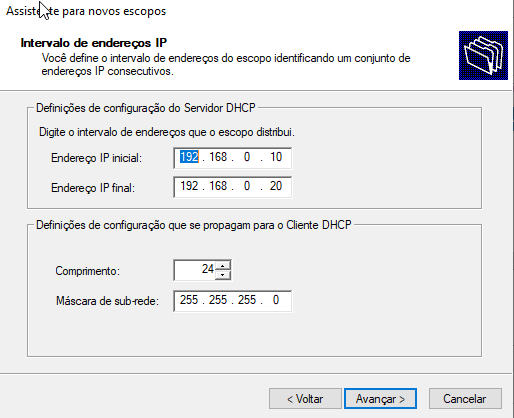 Assistente para novos escopos
Intervalo de endereços IP
Você define o intervalo de endereços do escopo identificando um conjunto de
endereços IP consecutivos.
Definições de configuração do Servidor DHCP
Digite o intervalo de endereços que o escopo distribui.
Endereço IP inicial: 192 . 168 . 0 . 10
Endereço IP final: 192 . 168 . 0 . 20
Definições de configuração que se propagam para o Cliente DHCP
Comprimento: 24
Máscara de sub-rede: 255 . 255 . 255 . 0
< Voltar Avançar > Cancelar